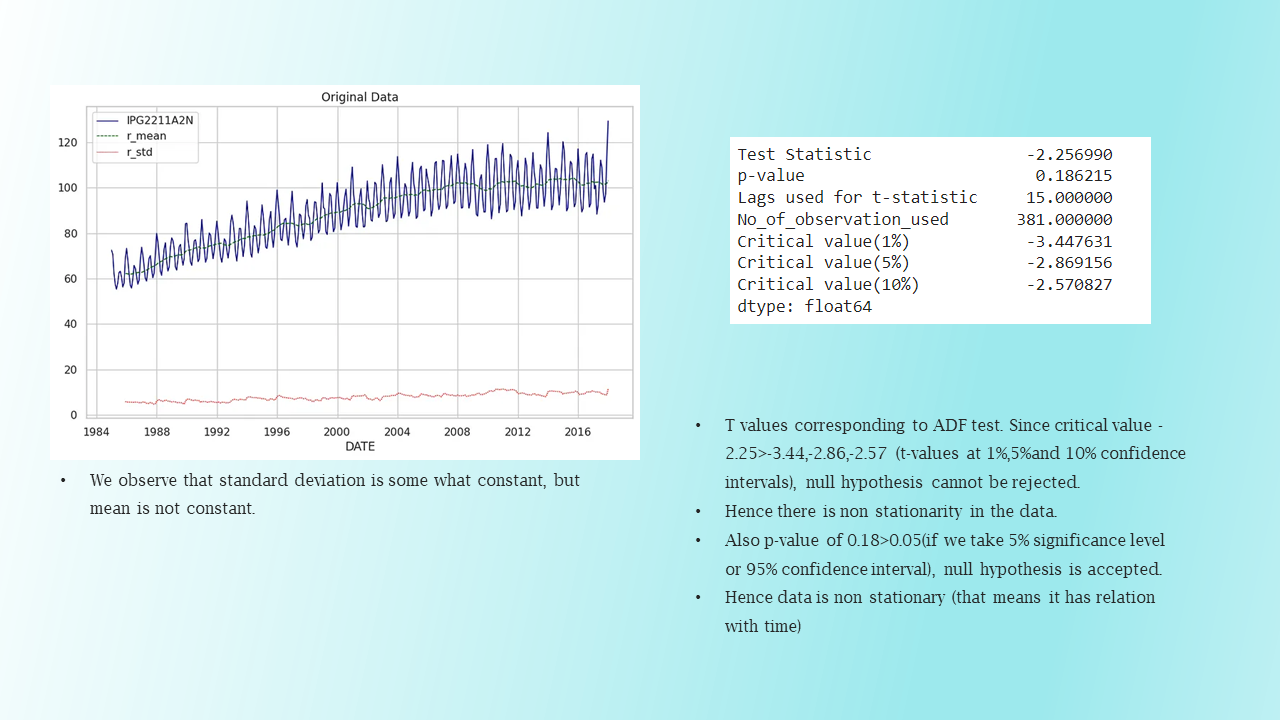 Original Data
IPG2211A2N
r_mean
r_std
120
100
80
60
40
20
0
1984 1988 1992 1996 2000 2004 2008 2012 2016
DATE
• We observe that standard deviation is some what constant, but
mean is not constant.
Test Statistic -2.256990
p-value 0.186215
Lags used for t-statistic 15.000000
No_of_observation_used 381.000000
Critical value(1%) -3.447631
Critical value(5%) -2.869156
Critical value(10%) -2.570827
dtype: float64
• T values corresponding to ADF test. Since critical value -
2.25>-3.44,-2.86,-2.57 (t-values at 1%,5%and 10% confidence
intervals), null hypothesis cannot be rejected.
• Hence there is non stationarity in the data.
• Also p-value of 0.18>0.05(if we take 5% significance level
or 95% confidence interval), null hypothesis is accepted.
• Hence data is non stationary (that means it has relation
with time)